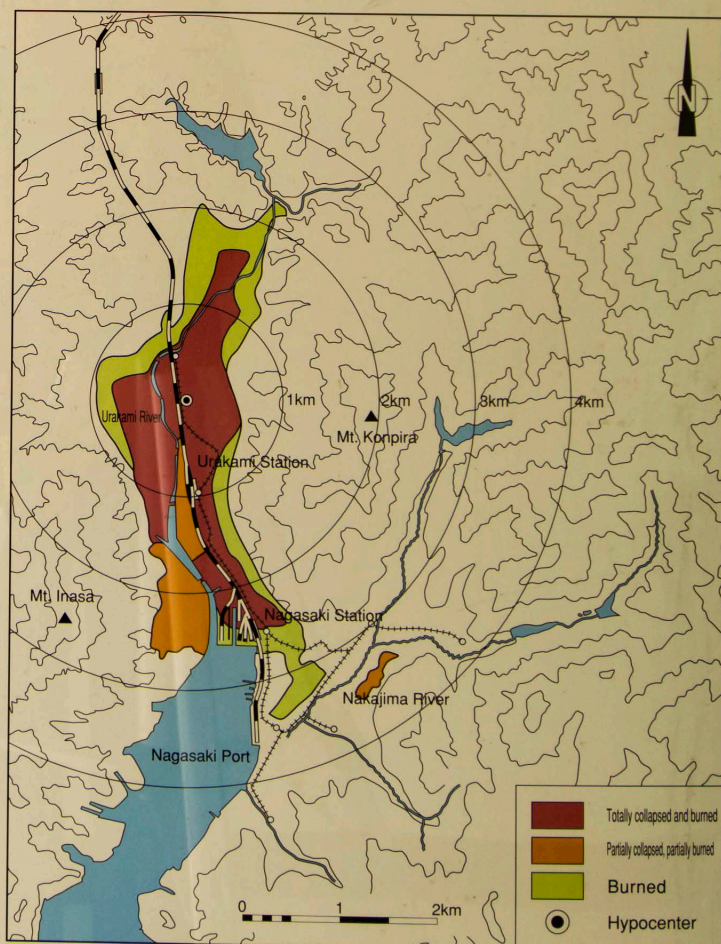 N
1km
2km
3km
4km
Mt. Konpira
Urakami River
Urakami Station
Mt. Inasa
Nagasaki Station
Nakajima River
Nagasaki Port
Totally collapsed and burned
Partially collapsed, partially burned
Burned
Hypocenter
0
1
2km